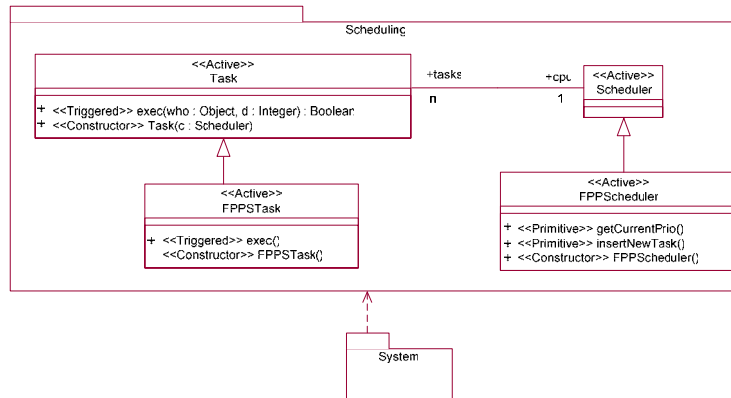 Scheduling
<<Active>>
Task
+ <<Triggered>> exec(who : Object, d : Integer) : Boolean
+ <<Constructor>> Task(c : Scheduler)
+tasks
n
+cpu
1
<<Active>>
Scheduler
<<Active>>
FPPSTask
+ <<Triggered>> exec()
<<Constructor>> FPPSTask()
<<Active>>
FPPScheduler
+ <<Primitive>> getCurrentPrio()
+ <<Primitive>> insertNewTask()
+ <<Constructor>> FPPScheduler()
System